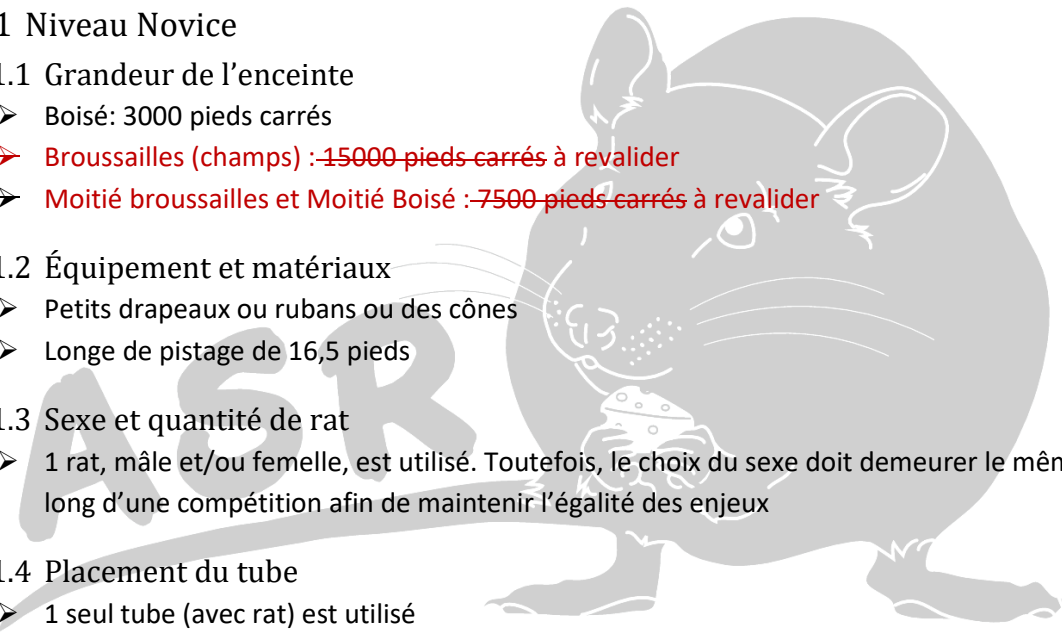 1 Niveau Novice
1.1 Grandeur de l’enceinte
➢ Boisé: 3000 pieds carrés
➢ Broussailles (champs) : 15000 pieds carrés à revalider
➢ Moitié broussailles et Moitié Boisé : 7500 pieds carrés à revalider
1.2 Équipement et matériaux
➢ Petits drapeaux ou rubans ou des cônes
➢ Longe de pistage de 16,5 pieds
1.3 Sexe et quantité de rat
➢ 1 rat, mâle et/ou femelle, est utilisé. Toutefois, le choix du sexe doit demeurer le
long d’une compétition afin de maintenir l’égalité des enjeux
1.4 Placement du tube
➢ 1 seul tube (avec rat) est utilisé
ASR